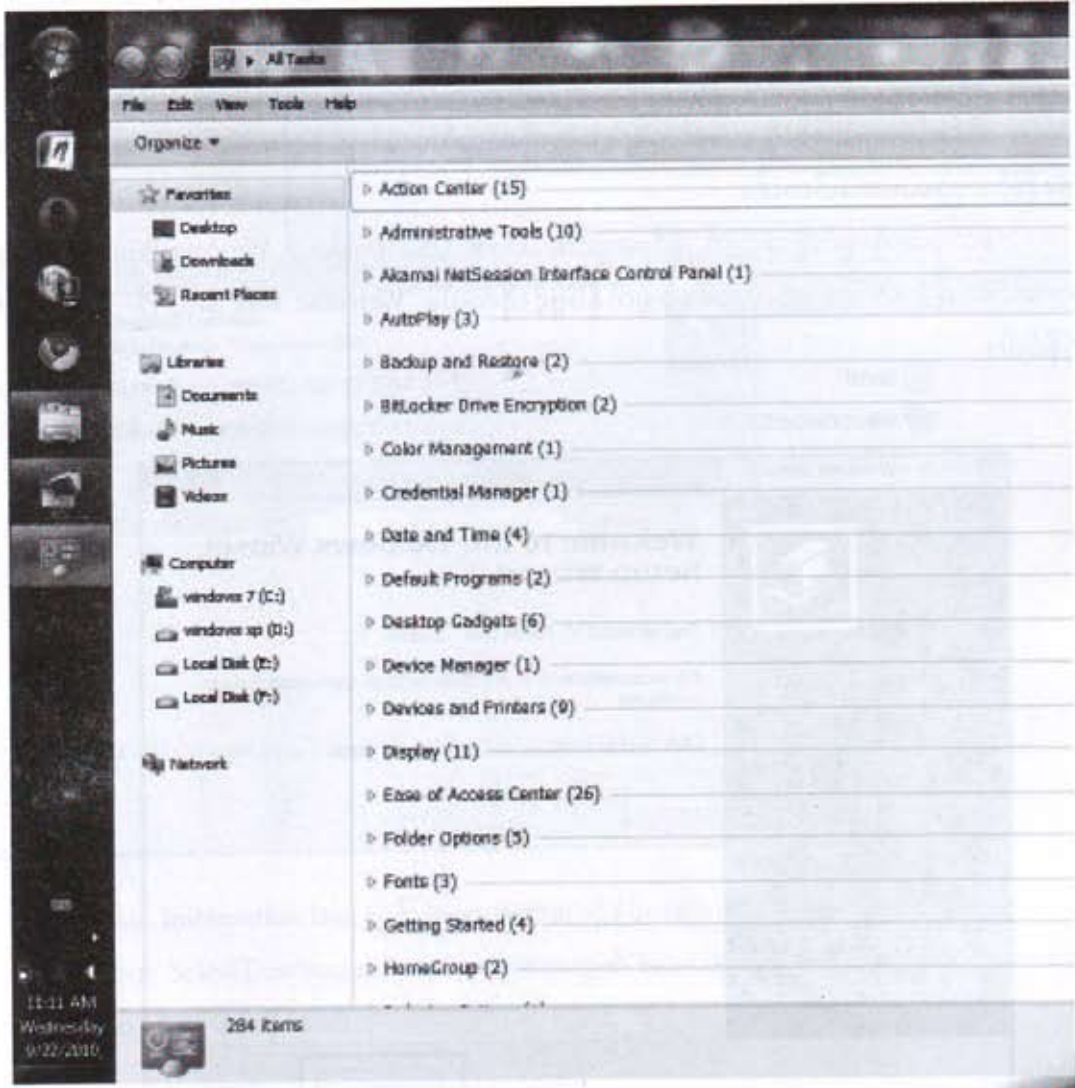 All Tasks
File Edit View Tools Help
Organize
Favorites
Desktop
Downloads
Recent Places
Libraries
Documents
Music
Pictures
Videos
Computer
windows 7 (C:)
windows xp (D:)
Local Disk (E:)
Local Disk (F:)
Network
Action Center (15)
Administrative Tools (10)
Akamai NetSession Interface Control Panel (1)
AutoPlay (3)
Backup and Restore (2)
BitLocker Drive Encryption (2)
Color Management (1)
Credential Manager (1)
Date and Time (4)
Default Programs (2)
Desktop Gadgets (6)
Device Manager (1)
Devices and Printers (9)
Display (11)
Ease of Access Center (26)
Folder Options (5)
Fonts (3)
Getting Started (4)
HomeGroup (2)
284 items
11:11 AM
Wednesday
9/22/2010